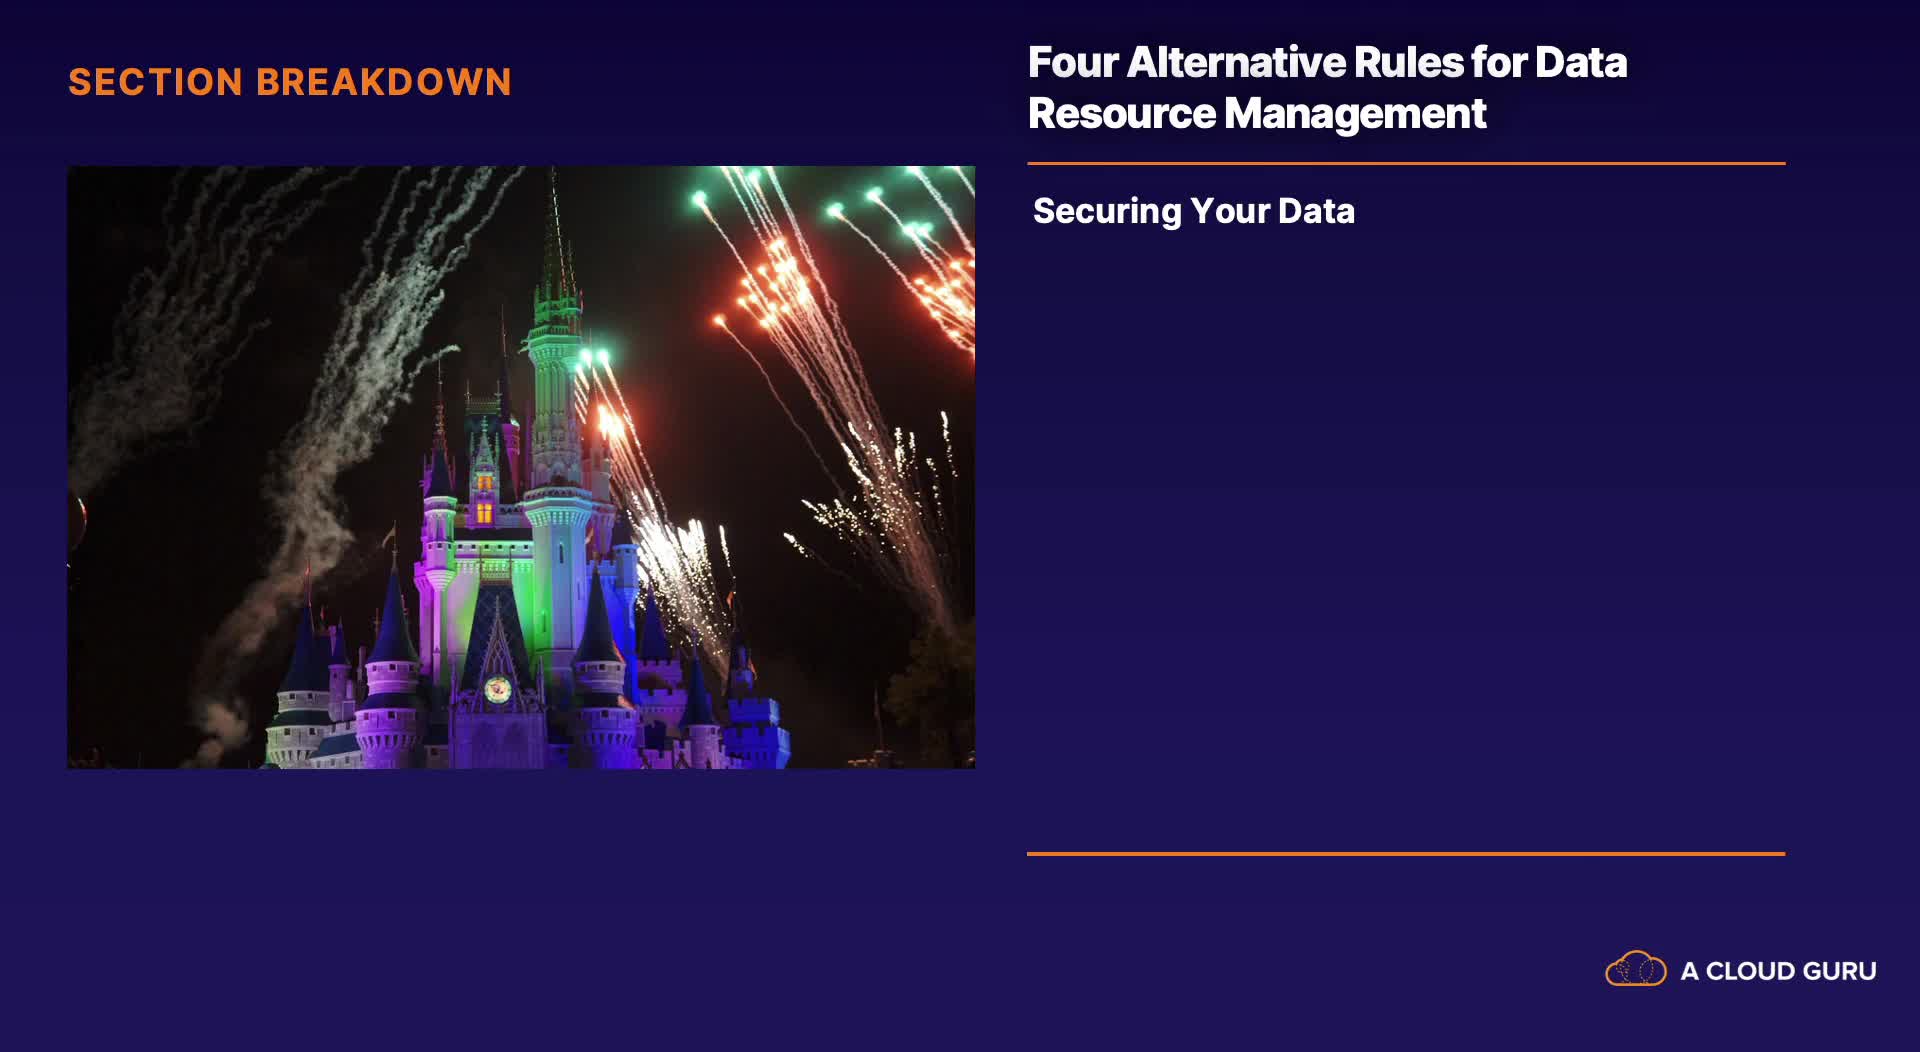 SECTION BREAKDOWN
Four Alternative Rules for Data
Resource Management
Securing Your Data
A CLOUD GURU